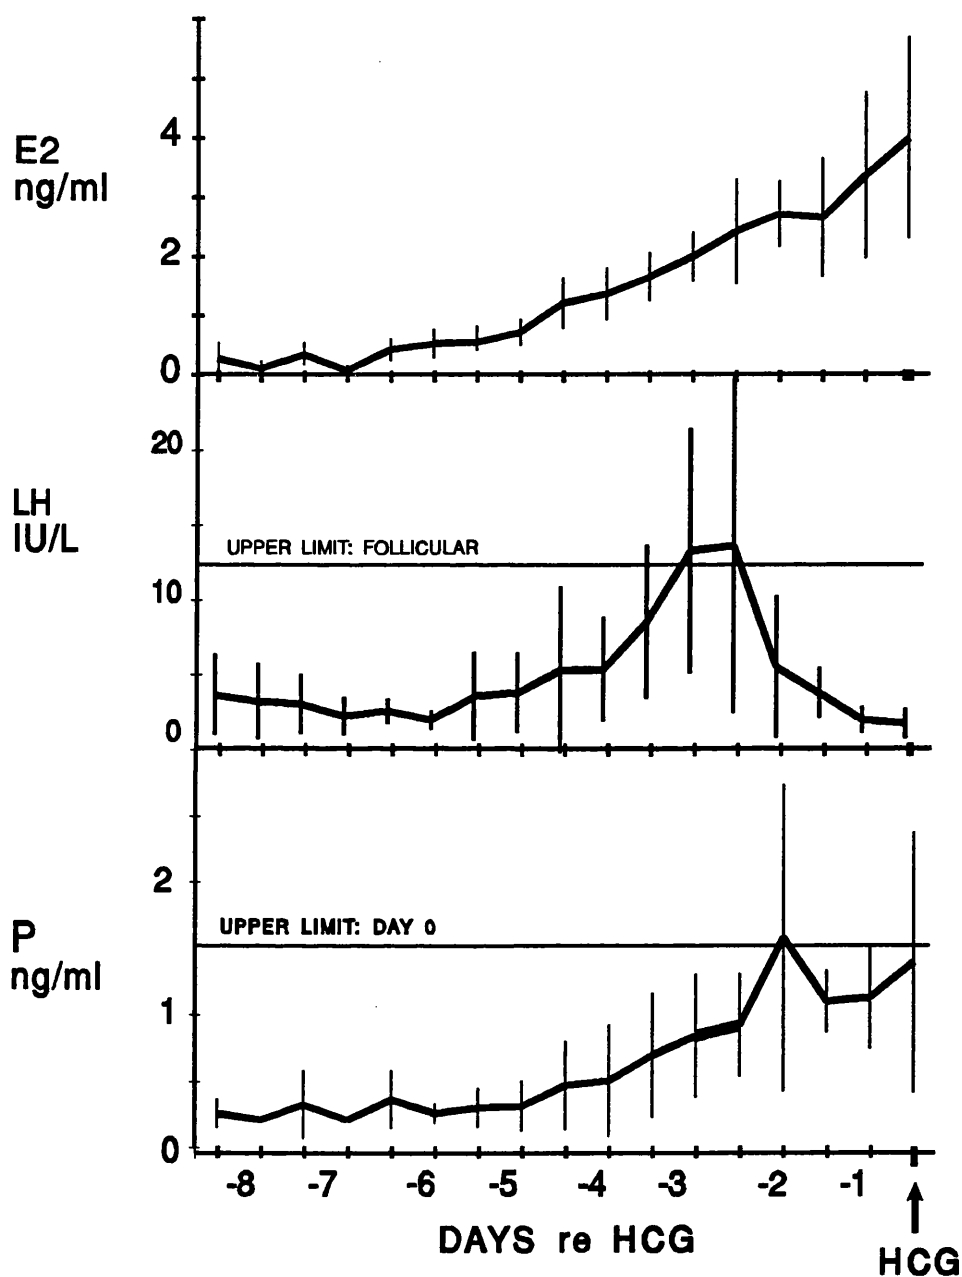 4
E2
ng/ml
2
0
20
LH
IU/L
UPPER LIMIT: FOLLICULAR
10
0
2
UPPER LIMIT: DAY 0
P
ng/ml
1
0
-8 -7 -6 -5 -4 -3 -2 -1
DAYS re HCG
HCG